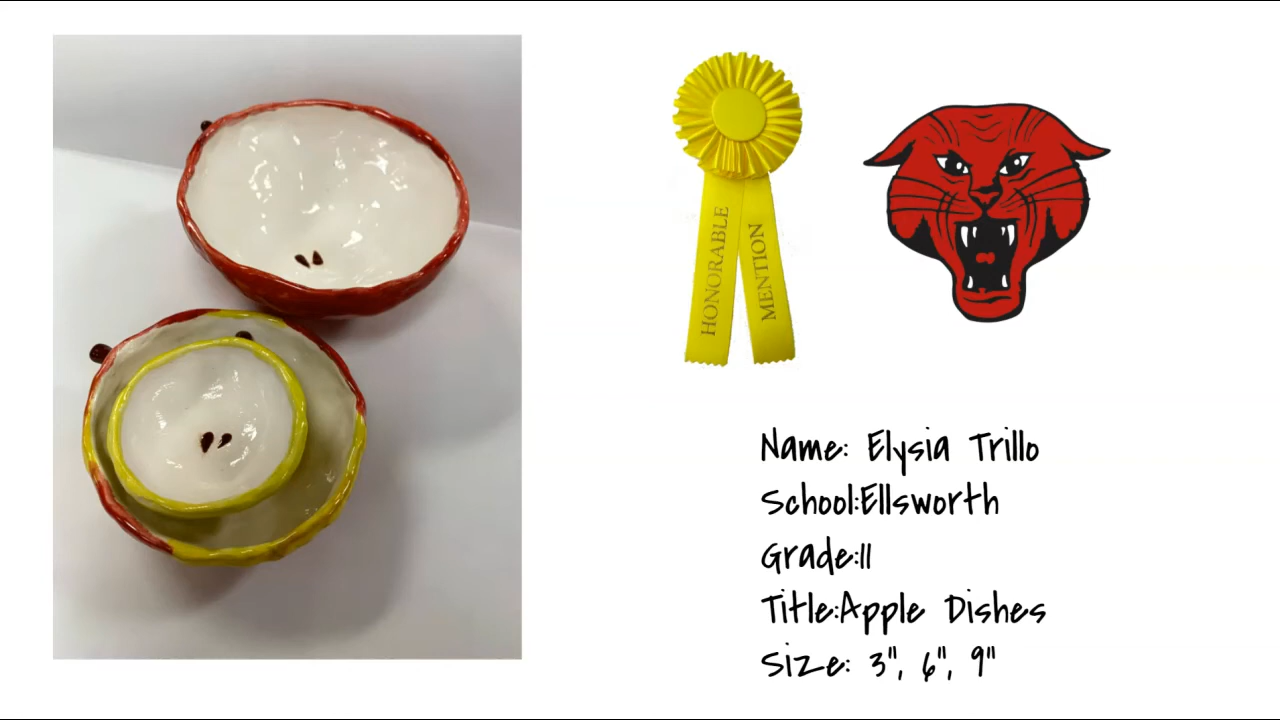 HONORABLE
MENTION
Name: Elysia Trillo
School:Ellsworth
Grade:11
Title:Apple Dishes
Size: 3", 6", 9"